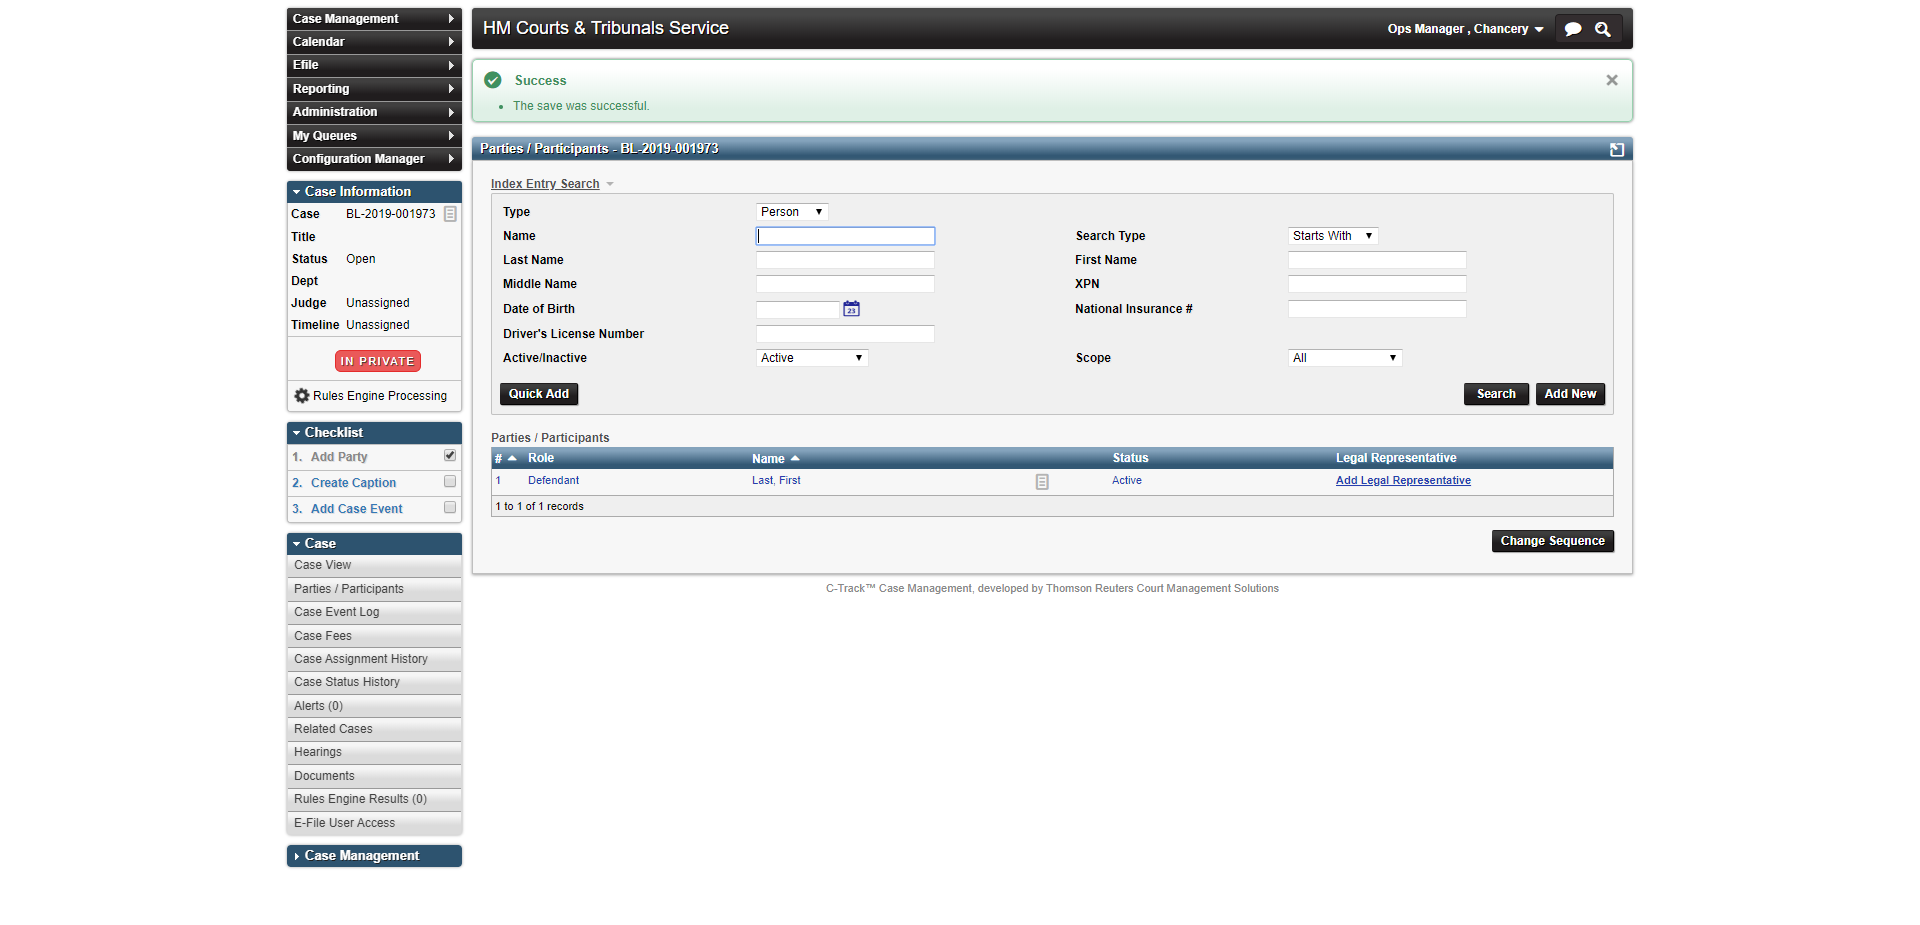 Case Management
Calendar
Efile
Reporting
Administration
My Queues
Configuration Manager
Case Information
Case BL-2019-001973
Title
Status Open
Dept
Judge Unassigned
Timeline Unassigned
IN PRIVATE
Rules Engine Processing
Checklist
1. Add Party
2. Create Caption
3. Add Case Event
Case
Case View
Parties / Participants
Case Event Log
Case Fees
Case Assignment History
Case Status History
Alerts (0)
Related Cases
Hearings
Documents
Rules Engine Results (0)
E-File User Access
Case Management
HM Courts & Tribunals Service
Ops Manager , Chancery
Success
The save was successful.
Parties / Participants - BL-2019-001973
Index Entry Search
Type Person
Name Search Type Starts With
Last Name First Name
Middle Name XPN
Date of Birth 23 National Insurance #
Driver's License Number
Active/Inactive Active Scope All
Quick Add Search Add New
Parties / Participants
# Role Name Status Legal Representative
1 Defendant Last, First Active Add Legal Representative
1 to 1 of 1 records
Change Sequence
C-Track™ Case Management, developed by Thomson Reuters Court Management Solutions